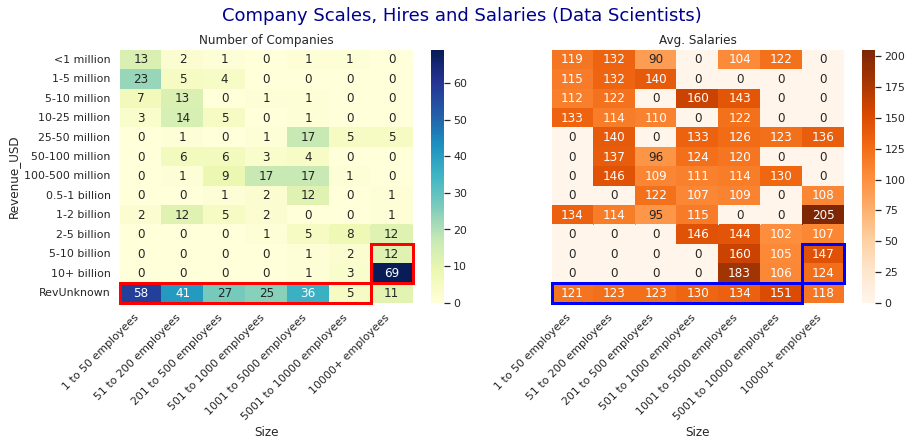 Company Scales, Hires and Salaries (Data Scientists)
Number of Companies
<1 million 13 2 1 0 1 1 0
1-5 million 23 5 4 0 0 0 0
5-10 million 7 13 0 1 1 0 0
10-25 million 3 14 5 0 1 0 0
25-50 million 0 1 0 1 17 5 5
50-100 million 0 6 6 3 4 0 0
100-500 million 0 1 9 17 17 1 0
0.5-1 billion 0 0 1 2 12 0 1
1-2 billion 2 12 5 2 0 0 1
2-5 billion 0 0 0 1 5 8 12
5-10 billion 0 0 0 0 1 2 12
10+ billion 0 0 0 0 1 3 69
RevUnknown 58 41 27 25 36 5 11
Revenue_USD
1 to 50 employees
51 to 200 employees
201 to 500 employees
501 to 1000 employees
1001 to 5000 employees
5001 to 10000 employees
10000+ employees
Size
60
50
40
30
20
10
0
Avg. Salaries
119 132 90 0 104 122 0
115 132 140 0 0 0 0
112 122 0 160 143 0 0
133 114 110 0 122 0 0
0 140 0 133 126 123 136
0 137 96 124 120 0 0
0 146 109 111 114 130 0
0 0 122 107 109 0 108
134 114 95 115 0 0 205
0 0 0 146 144 102 107
0 0 0 0 160 105 147
0 0 0 0 183 106 124
121 123 123 130 134 151 118
1 to 50 employees
51 to 200 employees
201 to 500 employees
501 to 1000 employees
1001 to 5000 employees
5001 to 10000 employees
10000+ employees
Size
200
175
150
125
100
75
50
25
0